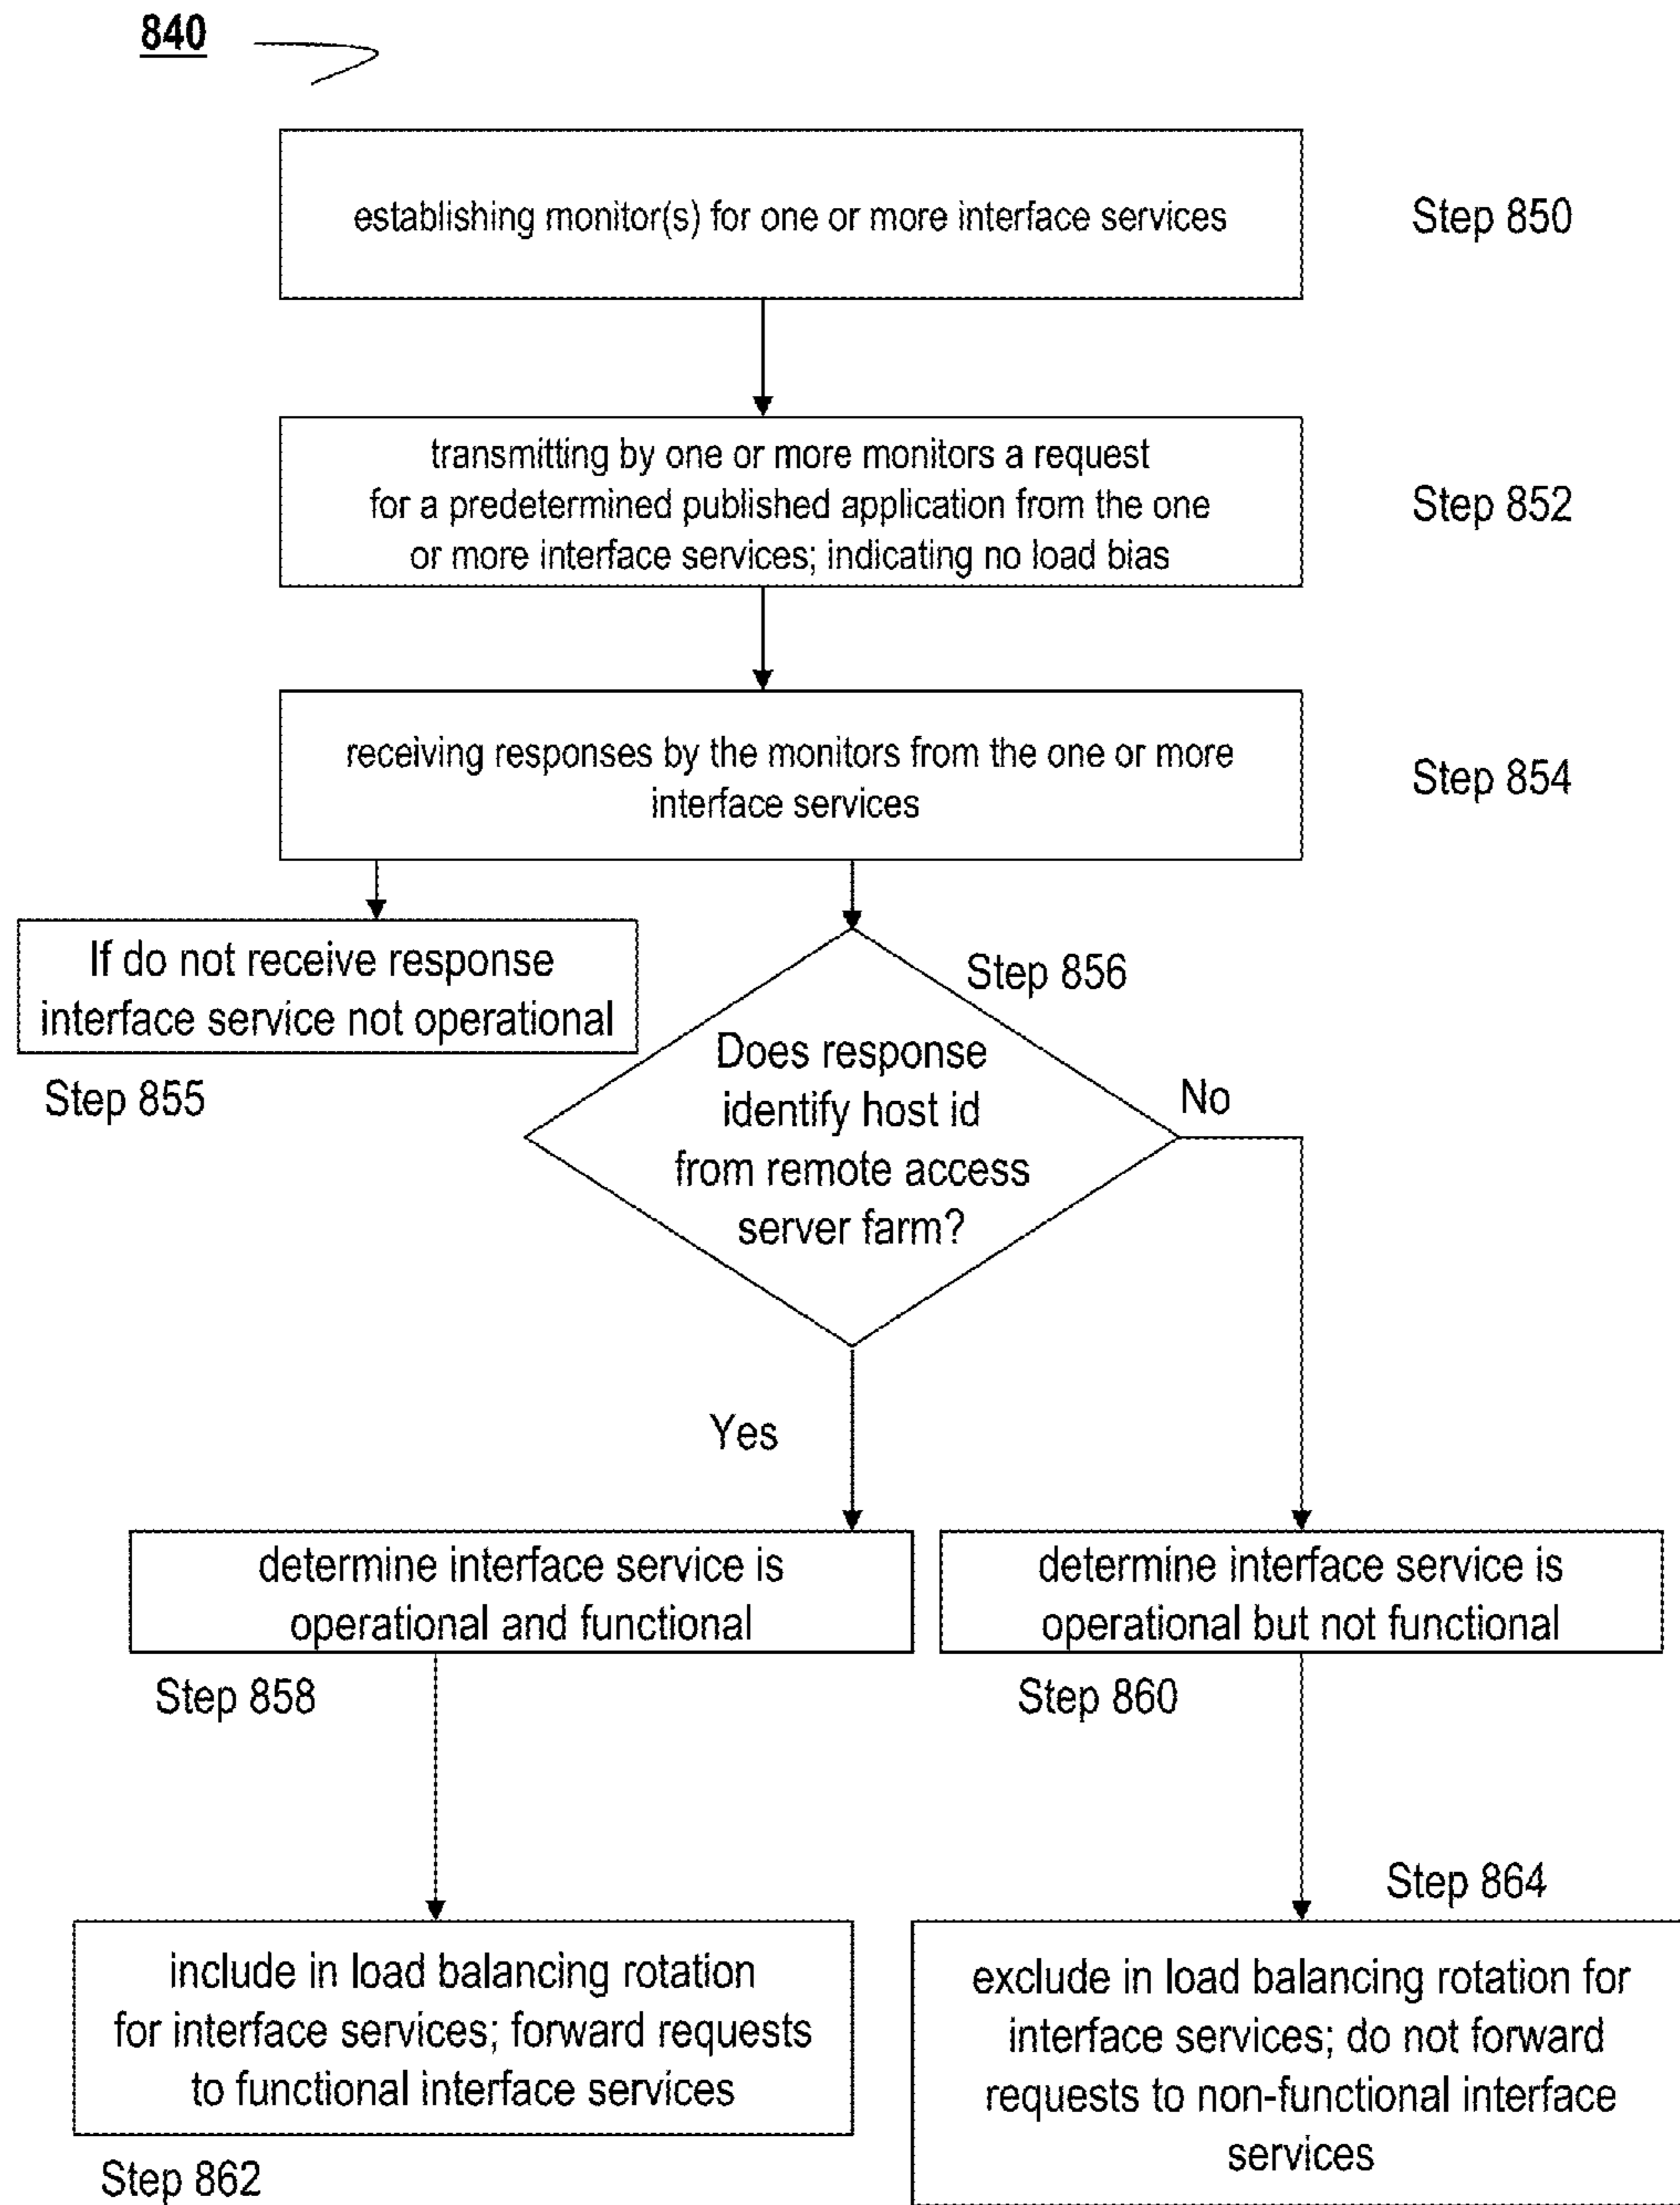 840
establishing monitor(s) for one or more interface services
Step 850
transmitting by one or more monitors a request
for a predetermined published application from the one
or more interface services; indicating no load bias
Step 852
receiving responses by the monitors from the one or more
interface services
Step 854
If do not receive response
interface service not operational
Step 855
Step 856
Does response
identify host id
from remote access
server farm?
No
Yes
determine interface service is
operational and functional
Step 858
determine interface service is
operational but not functional
Step 860
include in load balancing rotation
for interface services; forward requests
to functional interface services
Step 862
Step 864
exclude in load balancing rotation for
interface services; do not forward
requests to non-functional interface
services